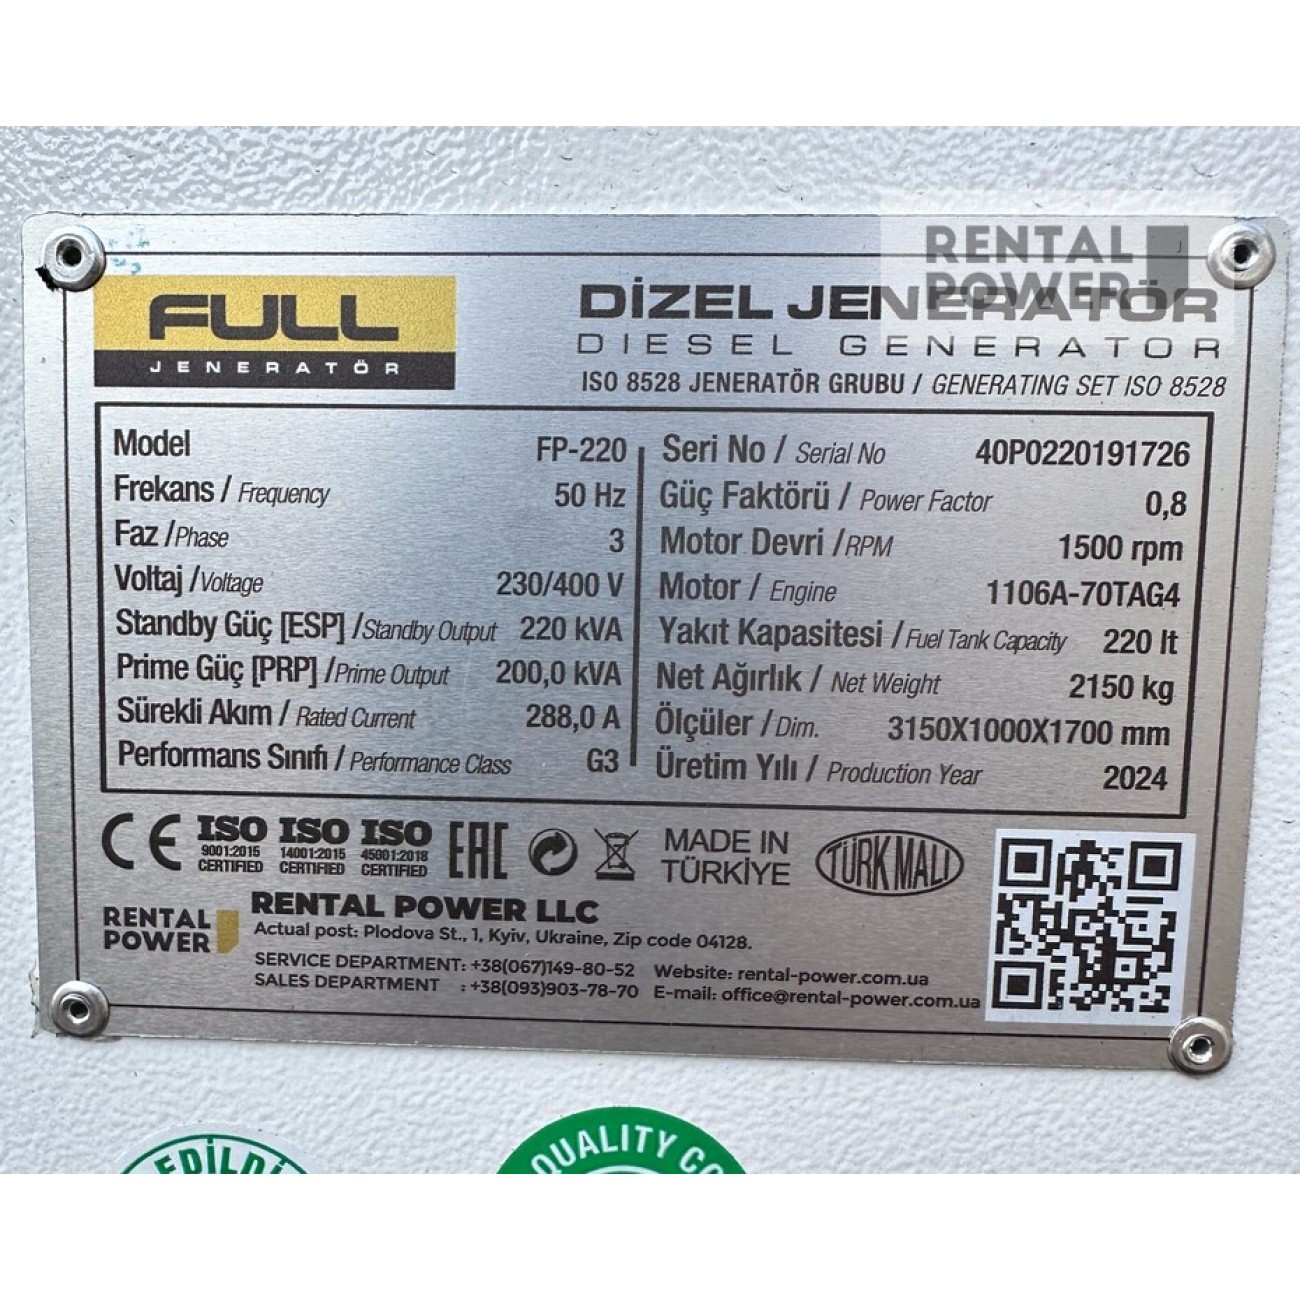 RENTAL
POWER
FULL
JENERATÖR
DİZEL JENERATÖR
DIESEL GENERATOR
ISO 8528 JENERATÖR GRUBU / GENERATING SET ISO 8528
Model FP-220
Frekans / Frequency 50 Hz
Faz / Phase 3
Voltaj / Voltage 230/400 V
Standby Güç [ESP] / Standby Output 220 kVA
Prime Güç [PRP] / Prime Output 200,0 kVA
Sürekli Akım / Rated Current 288,0 A
Performans Sınıfı / Performance Class G3
Seri No / Serial No 40P0220191726
Güç Faktörü / Power Factor 0,8
Motor Devri / RPM 1500 rpm
Motor / Engine 1106A-70TAG4
Yakıt Kapasitesi / Fuel Tank Capacity 220 lt
Net Ağırlık / Net Weight 2150 kg
Ölçüler / Dim. 3150X1000X1700 mm
Üretim Yılı / Production Year 2024
CE
ISO 9001:2015 CERTIFIED
ISO 14001:2015 CERTIFIED
ISO 45001:2018 CERTIFIED
EAC
MADE IN
TÜRKİYE
TÜRK MALI
RENTAL
POWER
RENTAL POWER LLC
Actual post: Plodova St., 1, Kyiv, Ukraine, Zip code 04128.
SERVICE DEPARTMENT: +38(067)149-80-52 Website: rental-power.com.ua
SALES DEPARTMENT : +38(093)903-78-70 E-mail: office@rental-power.com.ua
EDİLDİ
QUALITY CO